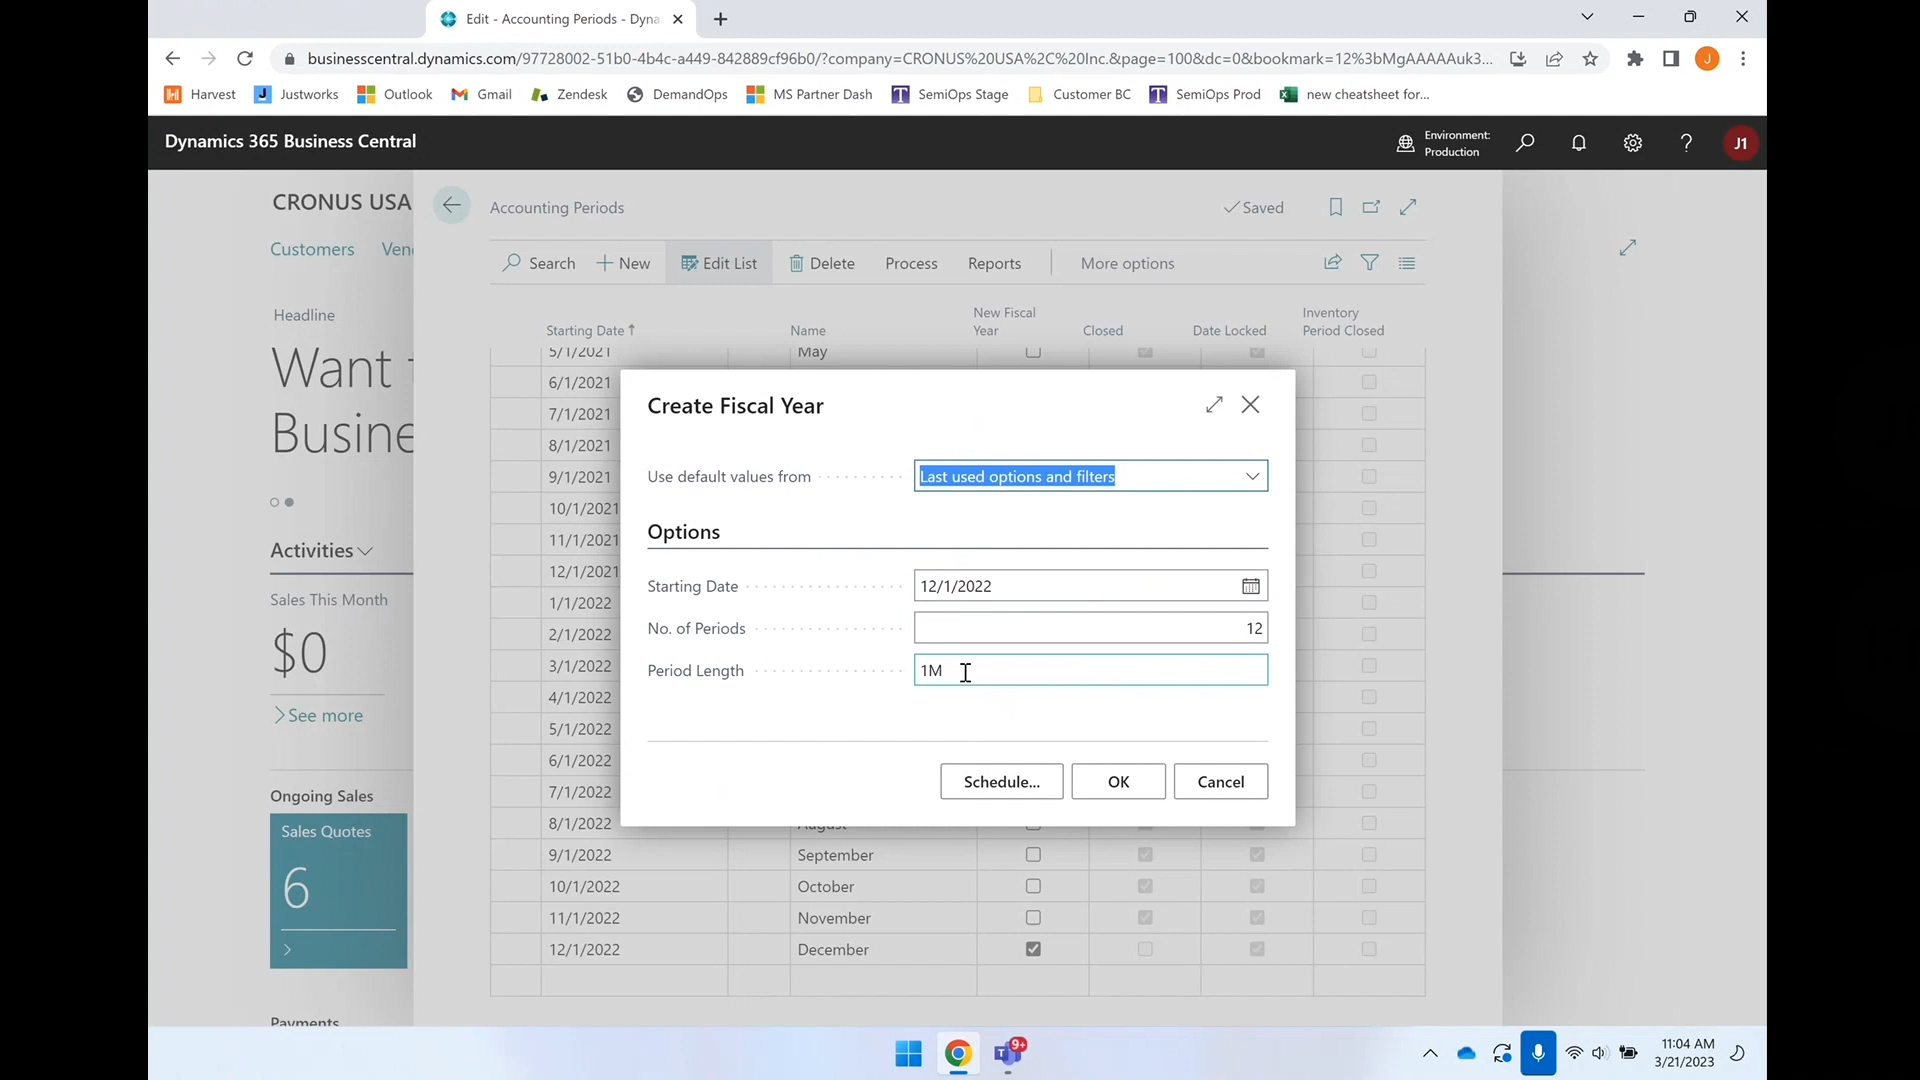 Edit - Accounting Periods - Dyna
businesscentral.dynamics.com/97728002-51b0-4b4c-a449-842889cf96b0/?company=CRONUS%20USA%2C%20Inc.&page=100&dc=0&bookmark=12%3bMgAAAAAuk3...
J
Harvest
Justworks
Outlook
Gmail
Zendesk
DemandOps
MS Partner Dash
SemiOps Stage
Customer BC
SemiOps Prod
new cheatsheet for...
Dynamics 365 Business Central
Environment:
Production
J1
CRONUS USA
Accounting Periods
Saved
Customers
Search
New
Edit List
Delete
Process
Reports
More options
Headline
Want
Busine
Starting Date
Name
New Fiscal
Year
Closed
Date Locked
Inventory
Period Closed
5/1/2021
May
6/1/2021
7/1/2021
8/1/2021
9/1/2021
10/1/2021
11/1/2021
12/1/2021
1/1/2022
2/1/2022
3/1/2022
4/1/2022
5/1/2022
6/1/2022
7/1/2022
8/1/2022
August
9/1/2022
September
10/1/2022
October
11/1/2022
November
12/1/2022
December
Create Fiscal Year
Use default values from
Last used options and filters
Options
Starting Date
12/1/2022
No. of Periods
12
Period Length
1M
Schedule...
OK
Cancel
Activities
Sales This Month
$0
See more
Ongoing Sales
Sales Quotes
6
Payments
9+
T
11:04 AM
3/21/2023